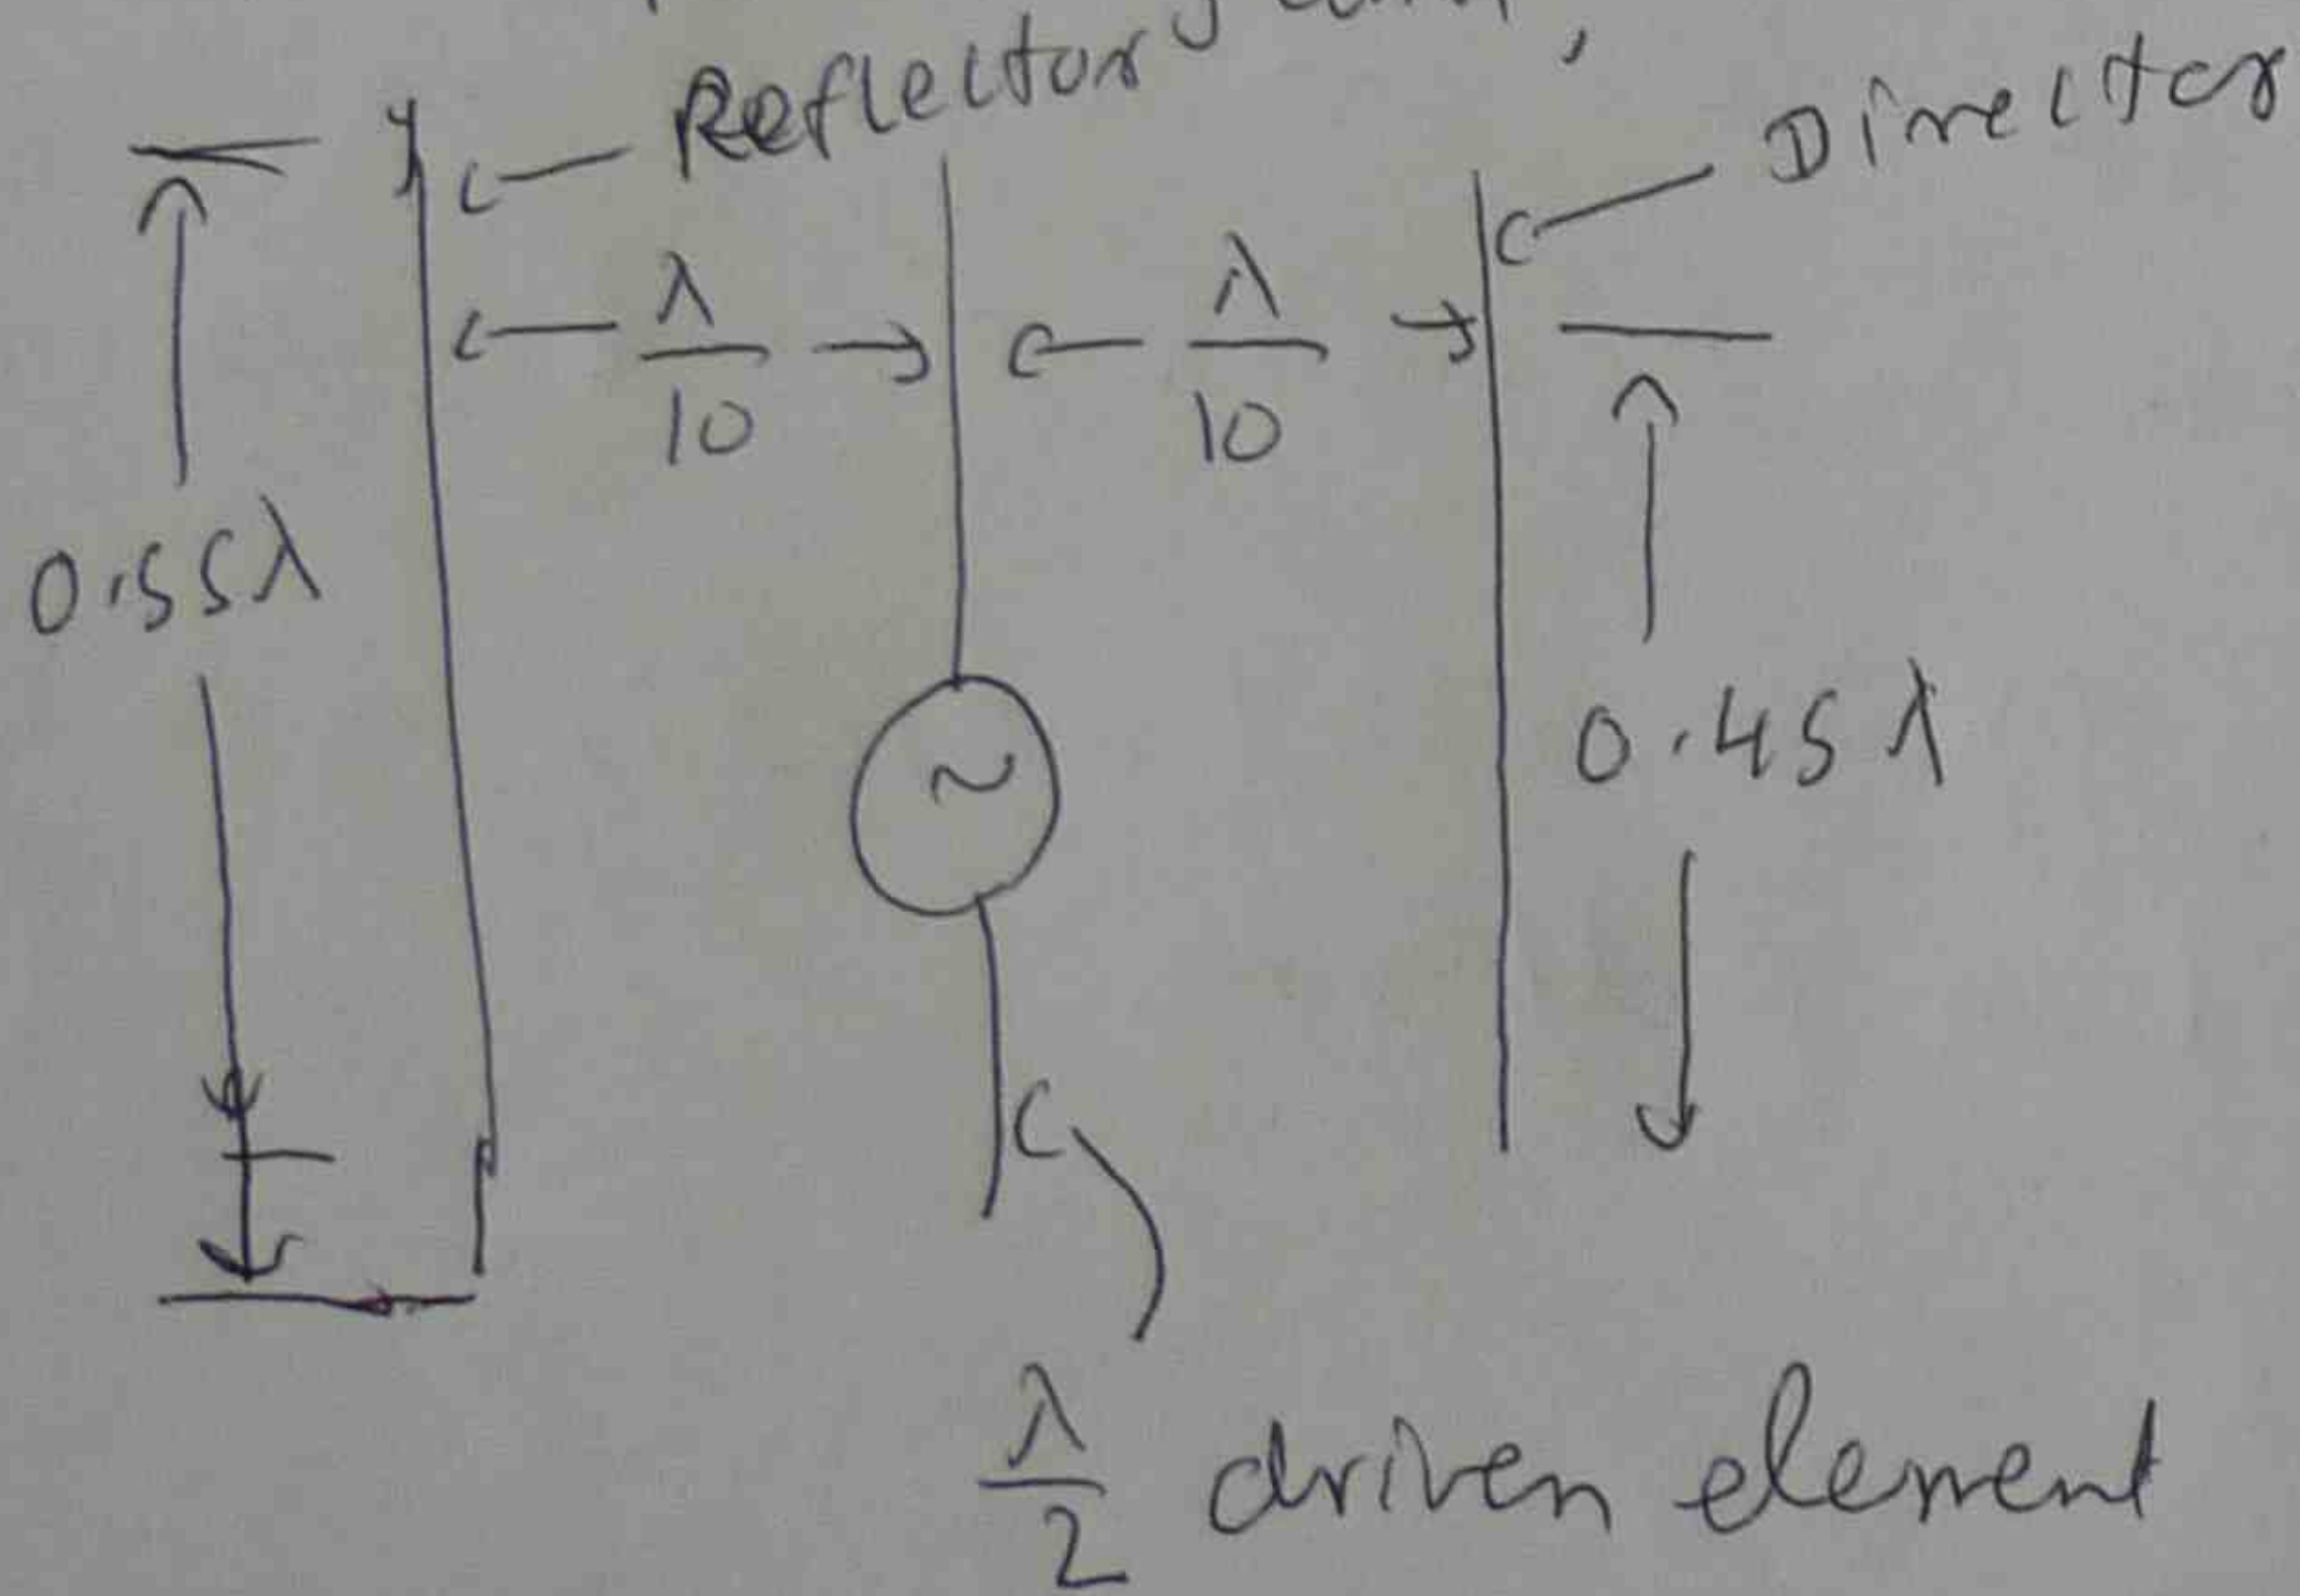 Reflector
Director
λ/10
λ/10
0.55λ
0.45λ
~
λ/2 driven element